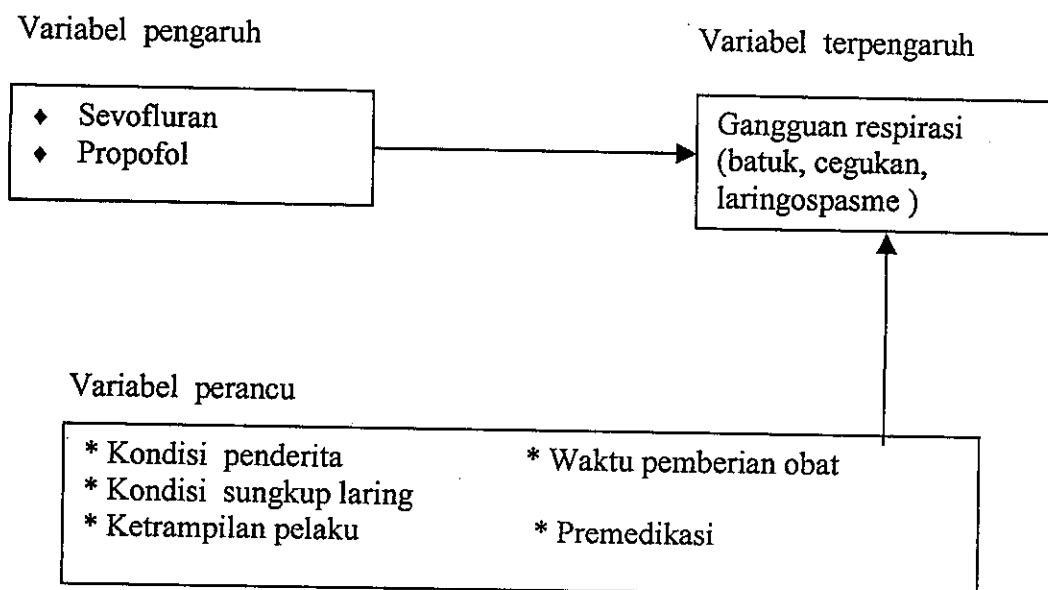 Variabel pengaruh
Variabel terpengaruh
♦ Sevofluran
♦ Propofol
Gangguan respirasi
(batuk, cegukan,
laringospasme )
Variabel perancu
* Kondisi penderita
* Waktu pemberian obat
* Kondisi sungkup laring
* Ketrampilan pelaku
* Premedikasi